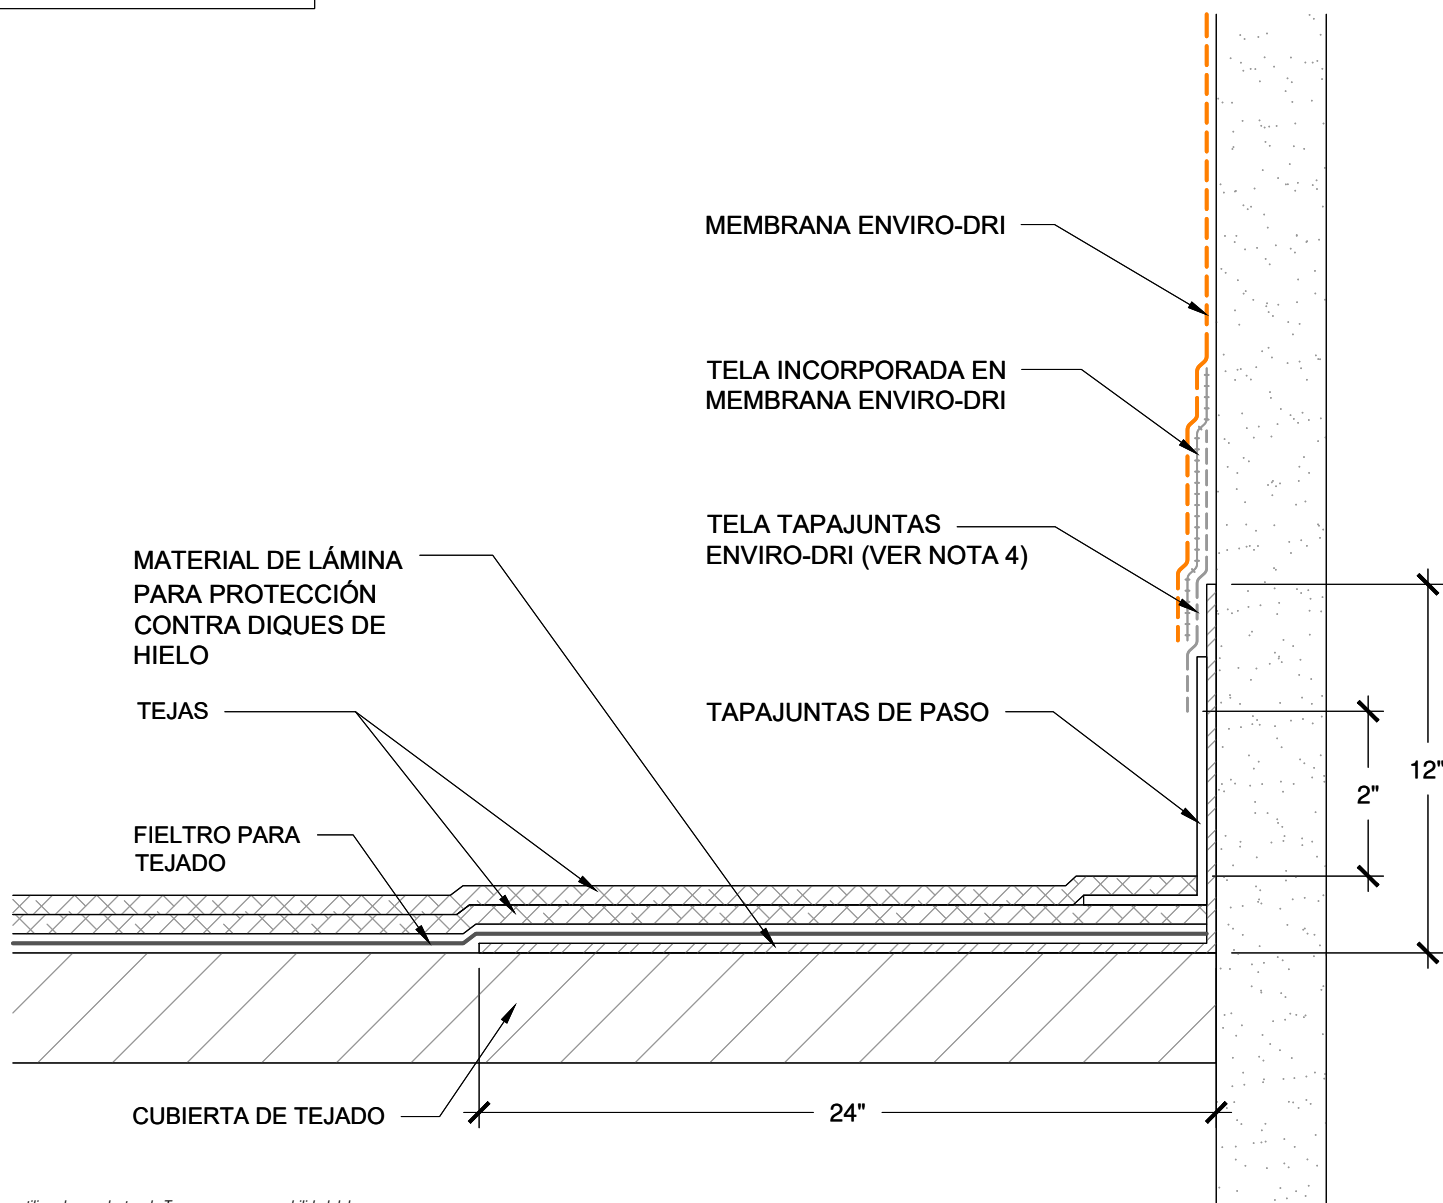 MEMBRANA ENVIRO-DRI
TELA INCORPORADA EN
MEMBRANA ENVIRO-DRI
TELA TAPAJUNTAS
ENVIRO-DRI (VER NOTA 4)
MATERIAL DE LÁMINA
PARA PROTECCIÓN
CONTRA DIQUES DE
HIELO
TEJAS
TAPAJUNTAS DE PASO
12"
2"
FIELTRO PARA
TEJADO
CUBIERTA DE TEJADO
24"